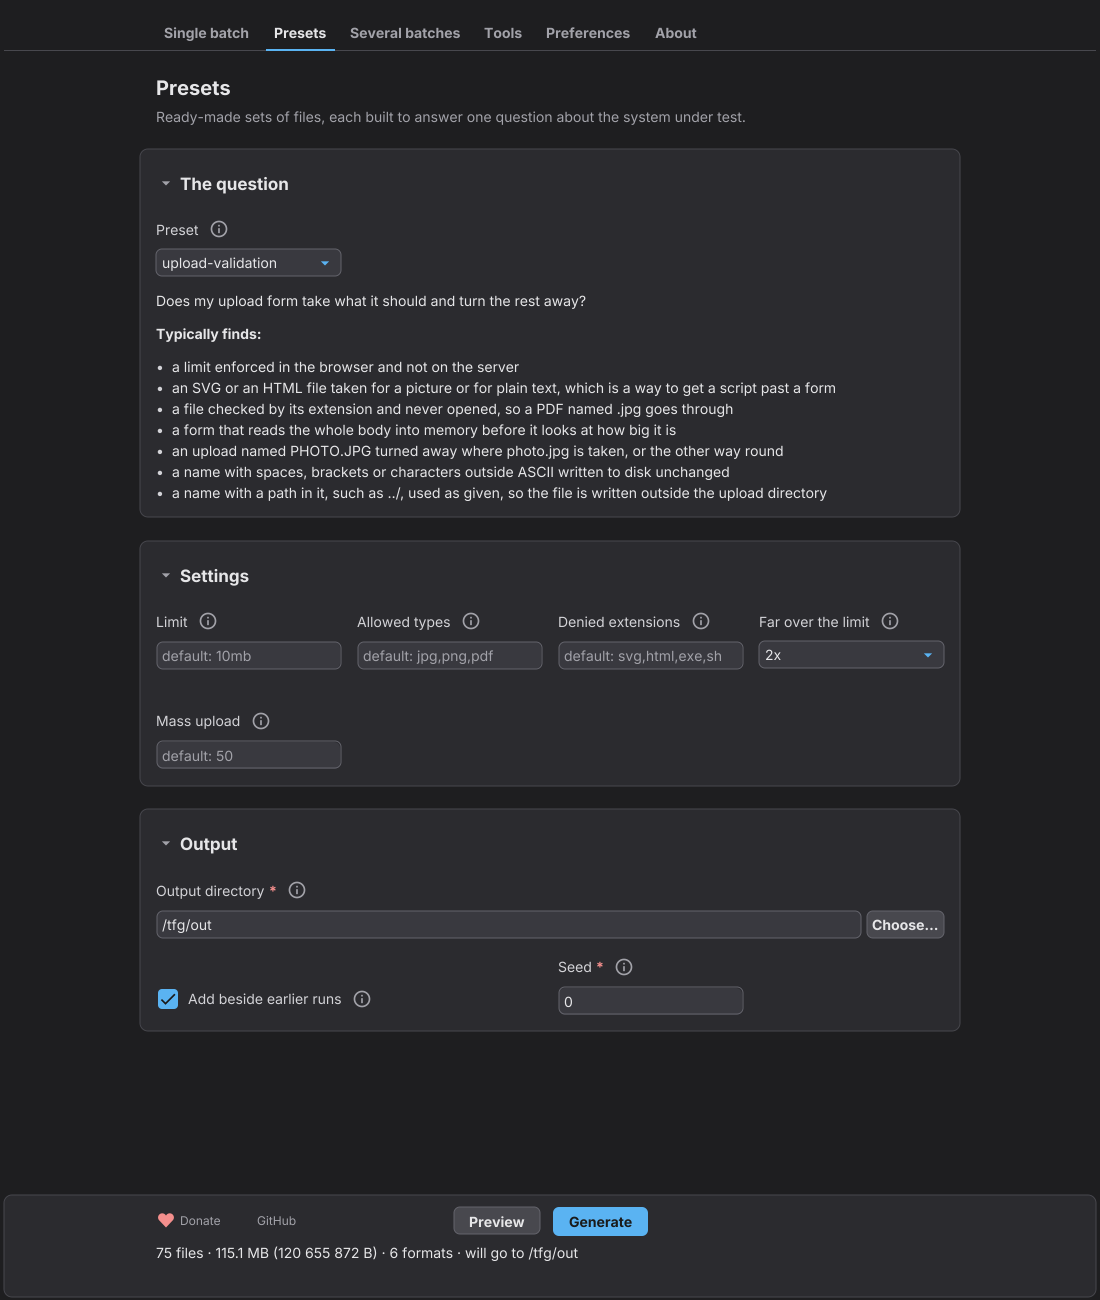 Single batch Presets Several batches Tools Preferences About
Presets
Ready-made sets of files, each built to answer one question about the system under test.
The question
Preset
upload-validation
Does my upload form take what it should and turn the rest away?
Typically finds:
• a limit enforced in the browser and not on the server
• an SVG or an HTML file taken for a picture or for plain text, which is a way to get a script past a form
• a file checked by its extension and never opened, so a PDF named .jpg goes through
• a form that reads the whole body into memory before it looks at how big it is
• an upload named PHOTO.JPG turned away where photo.jpg is taken, or the other way round
• a name with spaces, brackets or characters outside ASCII written to disk unchanged
• a name with a path in it, such as ../, used as given, so the file is written outside the upload directory
Settings
Limit Allowed types Denied extensions Far over the limit
default: 10mb default: jpg,png,pdf default: svg,html,exe,sh 2x
Mass upload
default: 50
Output
Output directory *
/tfg/out Choose...
Seed *
Add beside earlier runs 0
Donate GitHub Preview Generate
75 files · 115.1 MB (120 655 872 B) · 6 formats · will go to /tfg/out